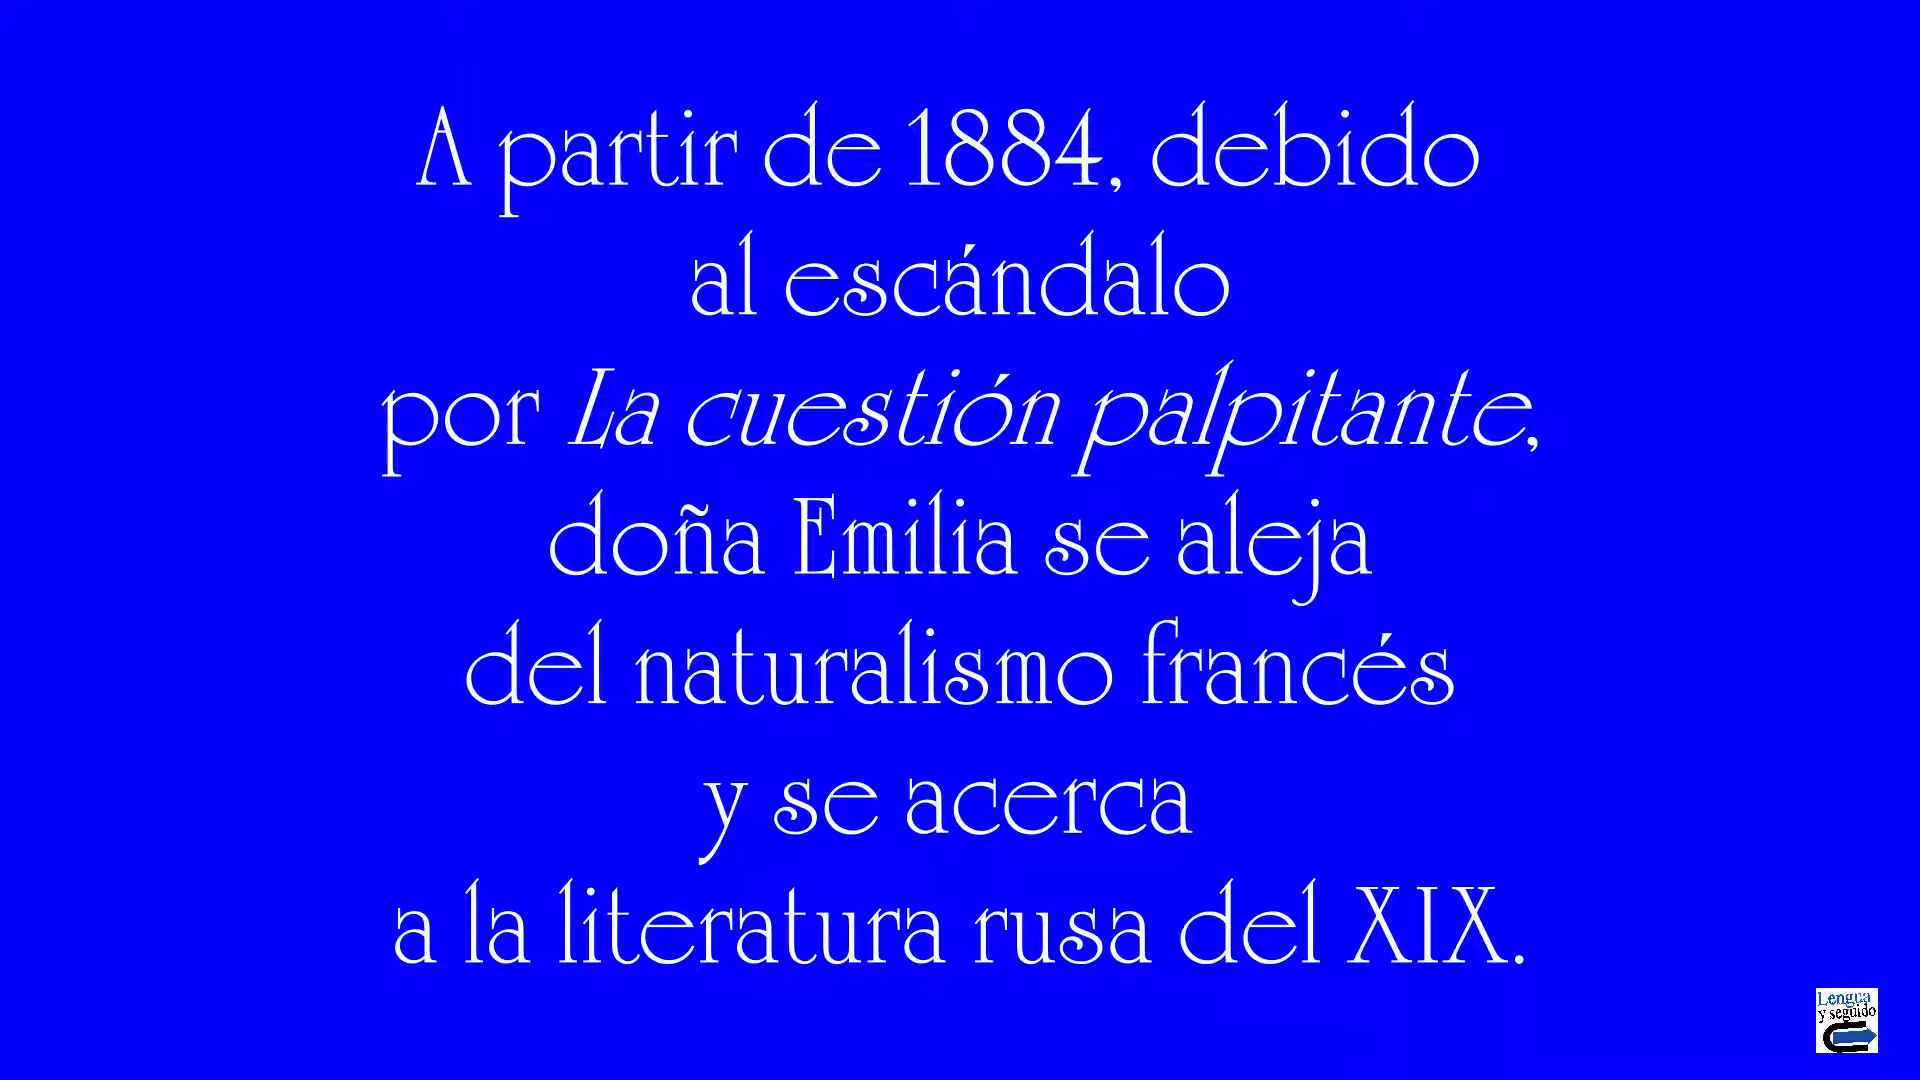 A partir de 1884, debido
al escándalo
por La cuestión palpitante,
doña Emilia se aleja
del naturalismo francés
y se acerca
a la literatura rusa del XIX.
Lengua
y seguido